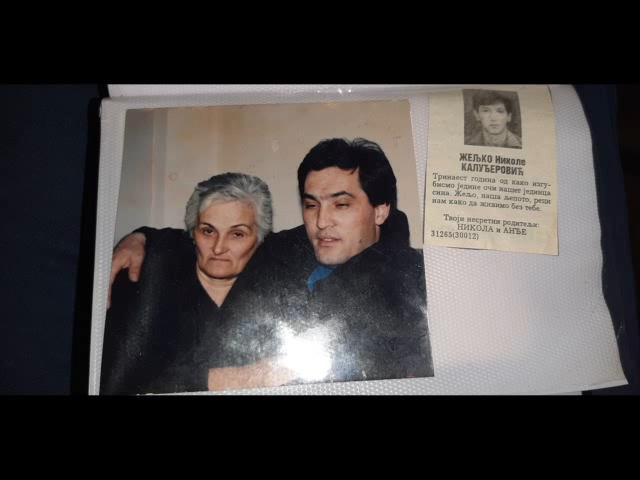 ЖЕЉКО Николе
КАЛУЂЕРОВИЋ
Тринаест година од како изгу-
бисмо једине очи нашег јединца
сина. Жељо, наша љепото, реци
нам како да живимо без тебе.
Твоји несретни родитељи:
НИКОЛА и АНЂЕ
31265(30012)